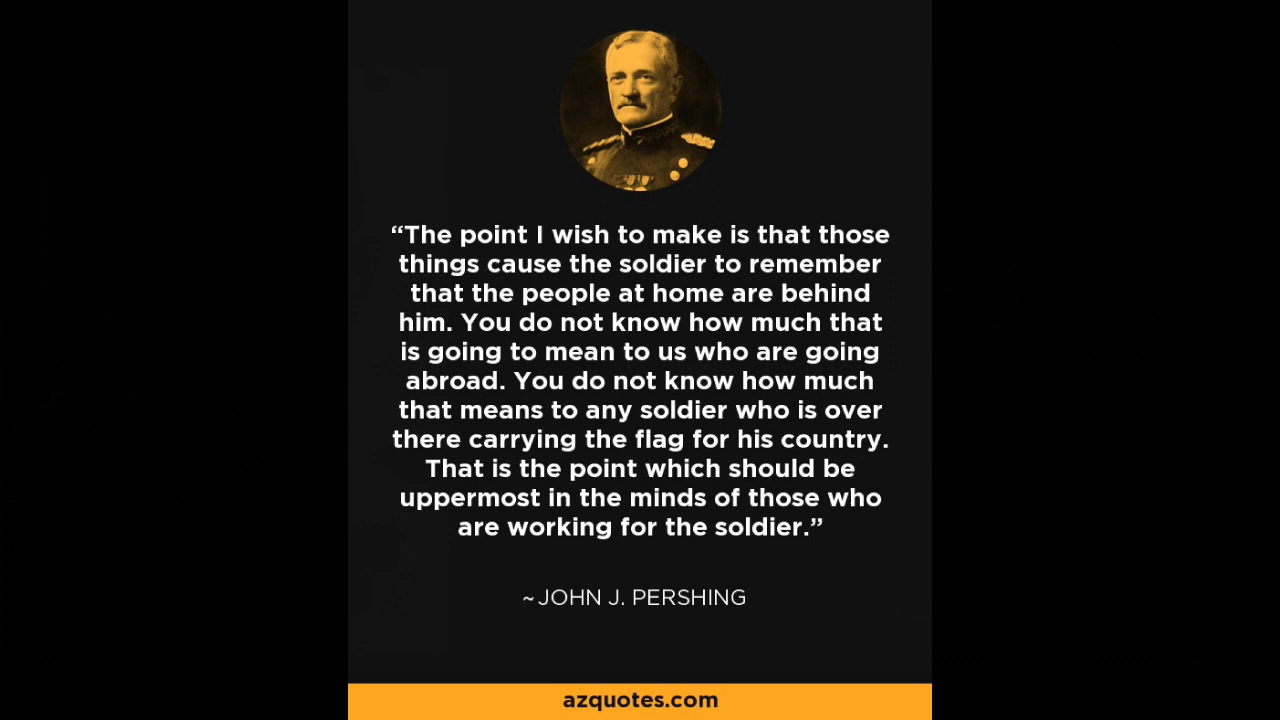 “The point I wish to make is that those
things cause the soldier to remember
that the people at home are behind
him. You do not know how much that
is going to mean to us who are going
abroad. You do not know how much
that means to any soldier who is over
there carrying the flag for his country.
That is the point which should be
uppermost in the minds of those who
are working for the soldier.”
~JOHN J. PERSHING
azquotes.com